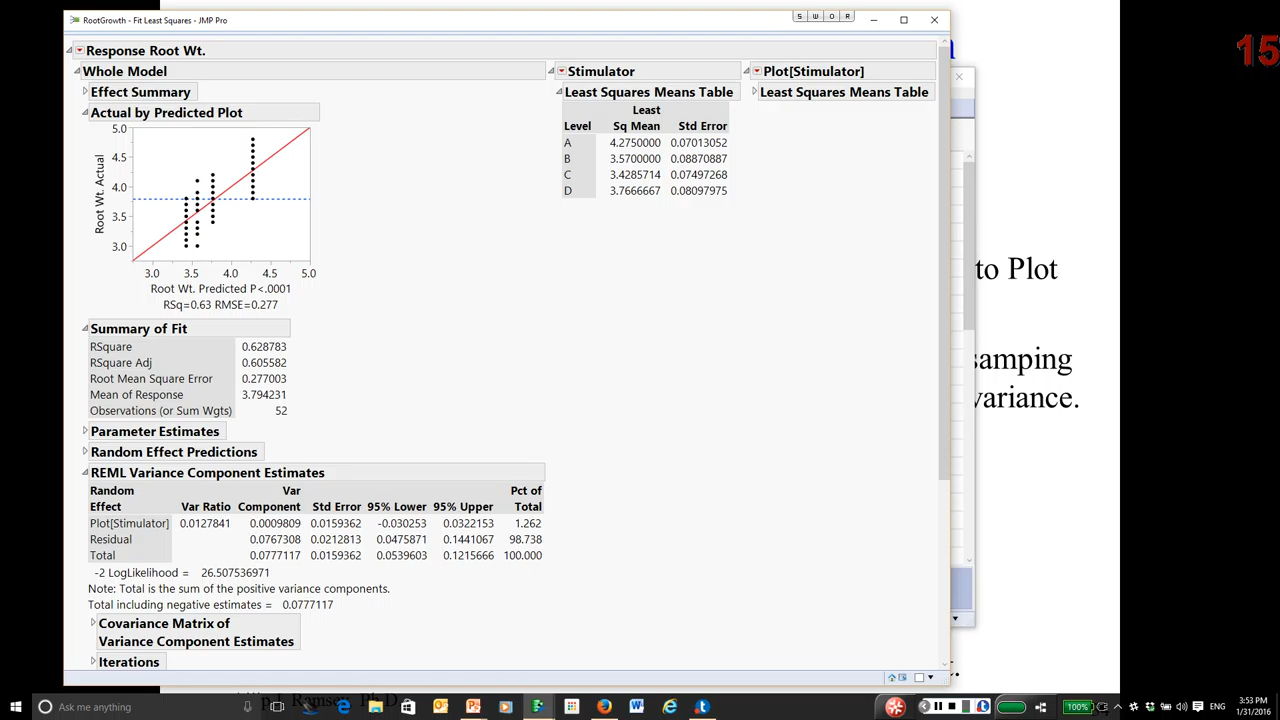 RootGrowth - Fit Least Squares - JMP Pro
S W O R
15
Response Root Wt.
Whole Model
Effect Summary
Actual by Predicted Plot
5.0
4.5
4.0
3.5
3.0
Root Wt. Actual
3.0 3.5 4.0 4.5 5.0
Root Wt. Predicted P<.0001
RSq=0.63 RMSE=0.277
Summary of Fit
RSquare 0.628783
RSquare Adj 0.605582
Root Mean Square Error 0.277003
Mean of Response 3.794231
Observations (or Sum Wgts) 52
Parameter Estimates
Random Effect Predictions
REML Variance Component Estimates
Random Var Pct of
Effect Var Ratio Component Std Error 95% Lower 95% Upper Total
Plot[Stimulator] 0.0127841 0.0009809 0.0159362 -0.030253 0.0322153 1.262
Residual 0.0767308 0.0212813 0.0475871 0.1441067 98.738
Total 0.0777117 0.0159362 0.0539603 0.1215666 100.000
-2 LogLikelihood = 26.507536971
Note: Total is the sum of the positive variance components.
Total including negative estimates = 0.0777117
Covariance Matrix of
Variance Component Estimates
Iterations
Stimulator
Least Squares Means Table
Least
Level Sq Mean Std Error
A 4.2750000 0.07013052
B 3.5700000 0.08870887
C 3.4285714 0.07497268
D 3.7666667 0.08097975
Plot[Stimulator]
Least Squares Means Table
to Plot
samping
variance.
p J. Ramsey, Ph.D.
Ask me anything
100%
3:53 PM
1/31/2016